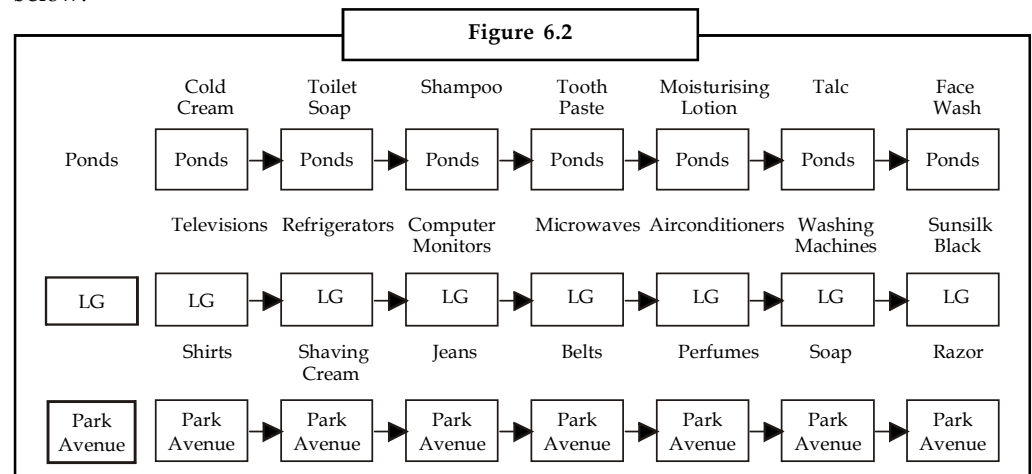 below.
Figure 6.2
Cold Toilet Shampoo Tooth Moisturising Talc Face
Cream Soap Paste Lotion Wash
Ponds Ponds Ponds Ponds Ponds Ponds Ponds Ponds
Televisions Refrigerators Computer Microwaves Airconditioners Washing Sunsilk
Monitors Machines Black
LG LG LG LG LG LG LG LG
Shirts Shaving Jeans Belts Perfumes Soap Razor
Cream
Park Park Park Park Park Park Park Park
Avenue Avenue Avenue Avenue Avenue Avenue Avenue Avenue